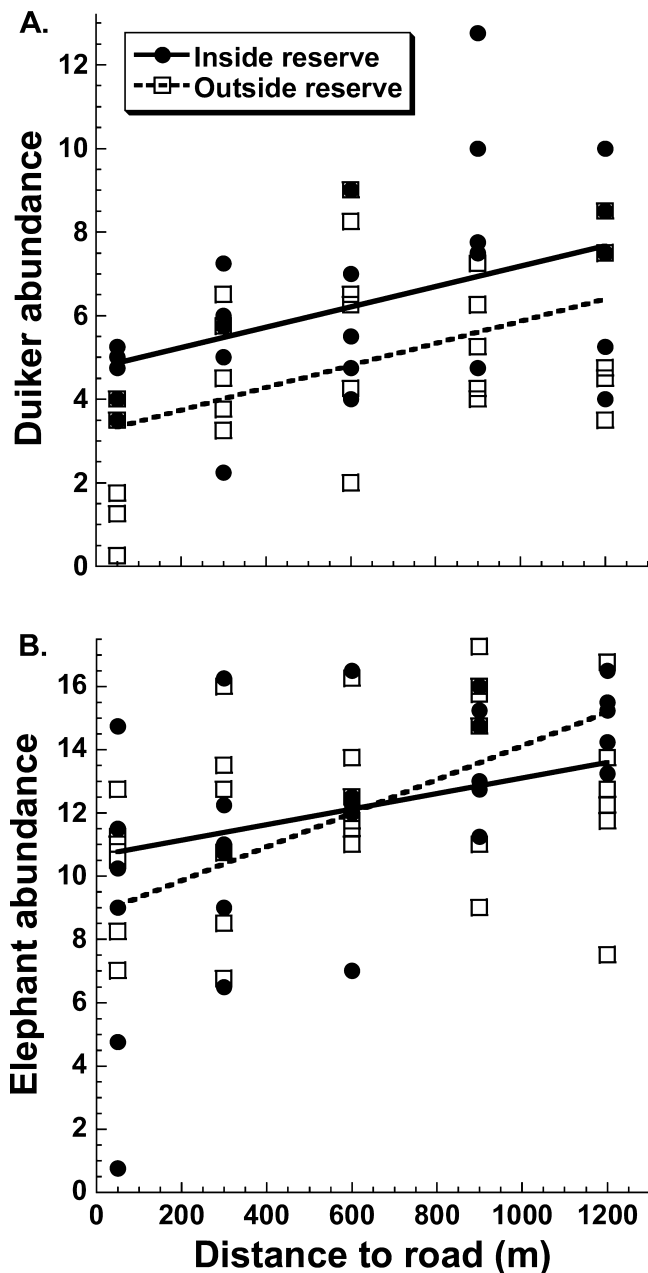 A.
Inside reserve
Outside reserve
Duiker abundance
12
10
8
6
4
2
0
B.
Elephant abundance
16
14
12
10
8
6
4
2
0
0 200 400 600 800 1000 1200
Distance to road (m)